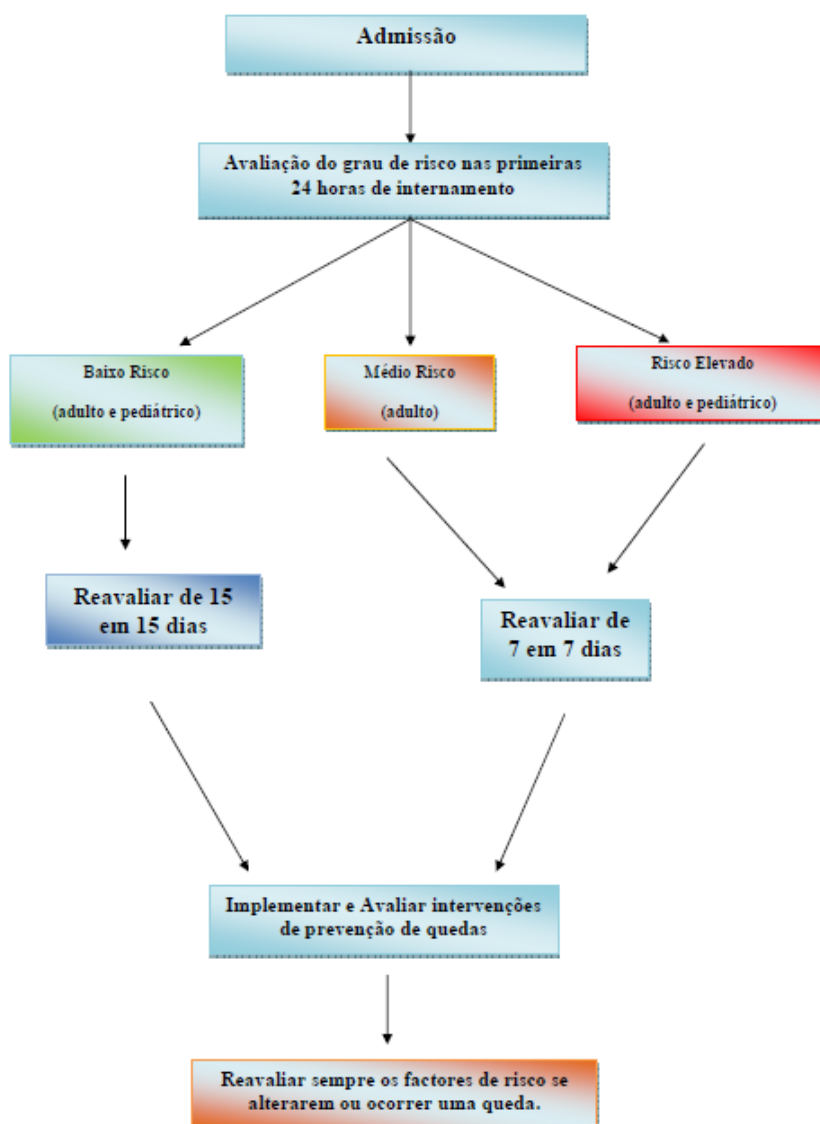 Admissão
Avaliação do grau de risco nas primeiras
24 horas de internamento
Baixo Risco
(adulto e pediátrico)
Médio Risco
(adulto)
Risco Elevado
(adulto e pediátrico)
Reavaliar de 15
em 15 dias
Reavaliar de
7 em 7 dias
Implementar e Avaliar intervenções
de prevenção de quedas
Reavaliar sempre os factores de risco se
alterarem ou ocorrer uma queda.